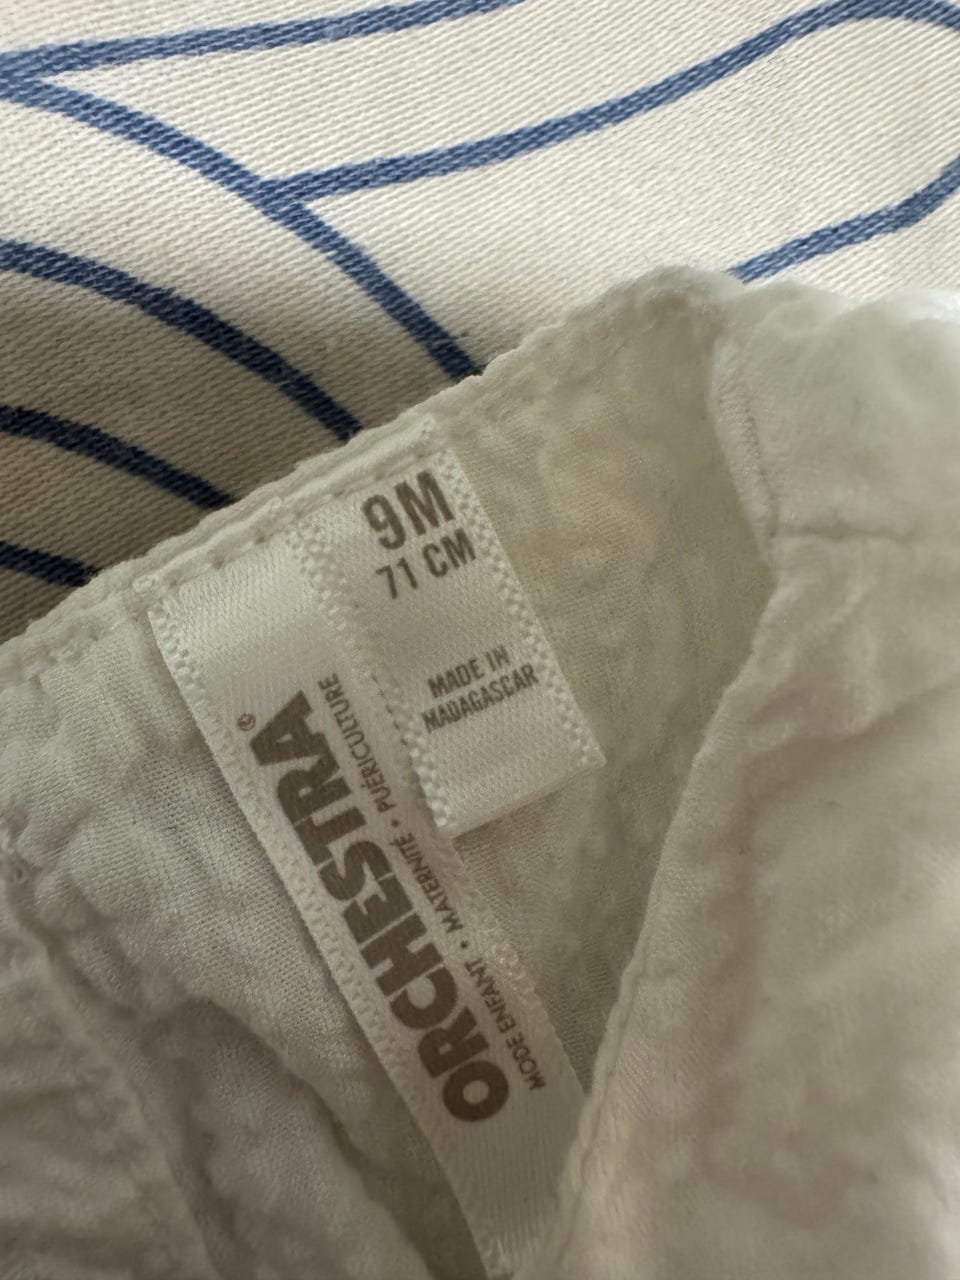 9M
71 CM
MADE IN
MADAGASCAR
ORCHESTRA®
MODE ENFANT • MATERNITÉ • PUÉRICULTURE